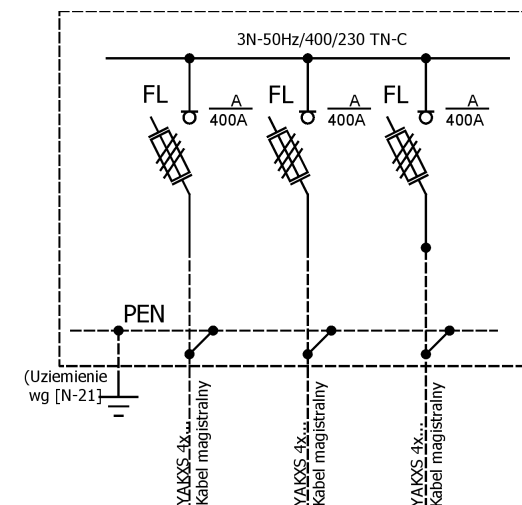 3N-50Hz/400/230 TN-C
FL
A
400A
FL
A
400A
FL
A
400A
PEN
(Uziemienie
wg [N-21]
YAKXS 4x...
Kabel magistralny
YAKXS 4x...
Kabel magistralny
YAKXS 4x...
Kabel magistralny